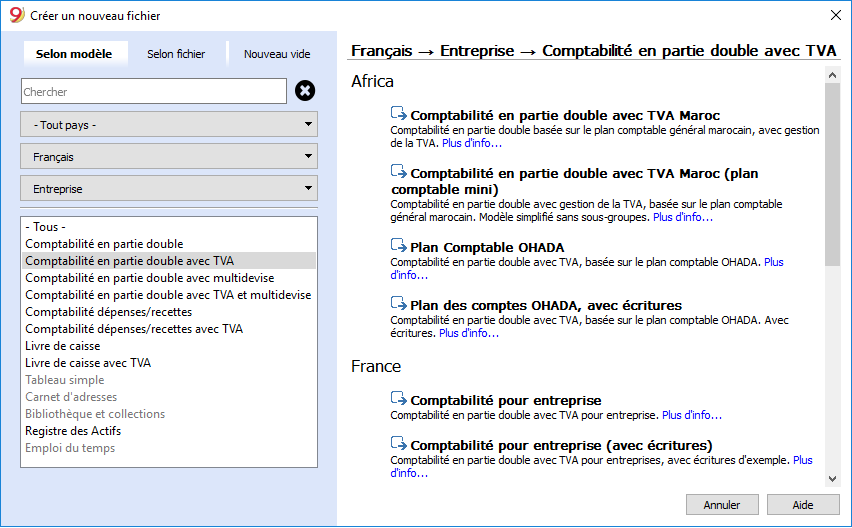 9 Créer un nouveau fichier
Selon modèle
Selon fichier
Nouveau vide
Chercher
- Tout pays -
Français
Entreprise
- Tous -
Comptabilité en partie double
Comptabilité en partie double avec TVA
Comptabilité en partie double avec multidevise
Comptabilité en partie double avec TVA et multidevise
Comptabilité dépenses/recettes
Comptabilité dépenses/recettes avec TVA
Livre de caisse
Livre de caisse avec TVA
Tableau simple
Carnet d'adresses
Bibliothèque et collections
Registre des Actifs
Emploi du temps
Français → Entreprise → Comptabilité en partie double avec TVA
Africa
Comptabilité en partie double avec TVA Maroc
Comptabilité en partie double basée sur le plan comptable général marocain, avec gestion
de la TVA. Plus d'info...
Comptabilité en partie double avec TVA Maroc (plan
comptable mini)
Comptabilité en partie double avec gestion de la TVA, basée sur le plan comptable
général marocain. Modèle simplifié sans sous-groupes. Plus d'info...
Plan Comptable OHADA
Comptabilité en partie double avec TVA, basée sur le plan comptable OHADA. Plus
d'info...
Plan des comptes OHADA, avec écritures
Comptabilité en partie double avec TVA, basée sur le plan comptable OHADA. Avec
écritures. Plus d'info...
France
Comptabilité pour entreprise
Comptabilité en partie double avec TVA pour entreprise. Plus d'info...
Comptabilité pour entreprise (avec écritures)
Comptabilité en partie double avec TVA pour entreprises, avec écritures d'exemple. Plus
d'info...
Annuler
Aide